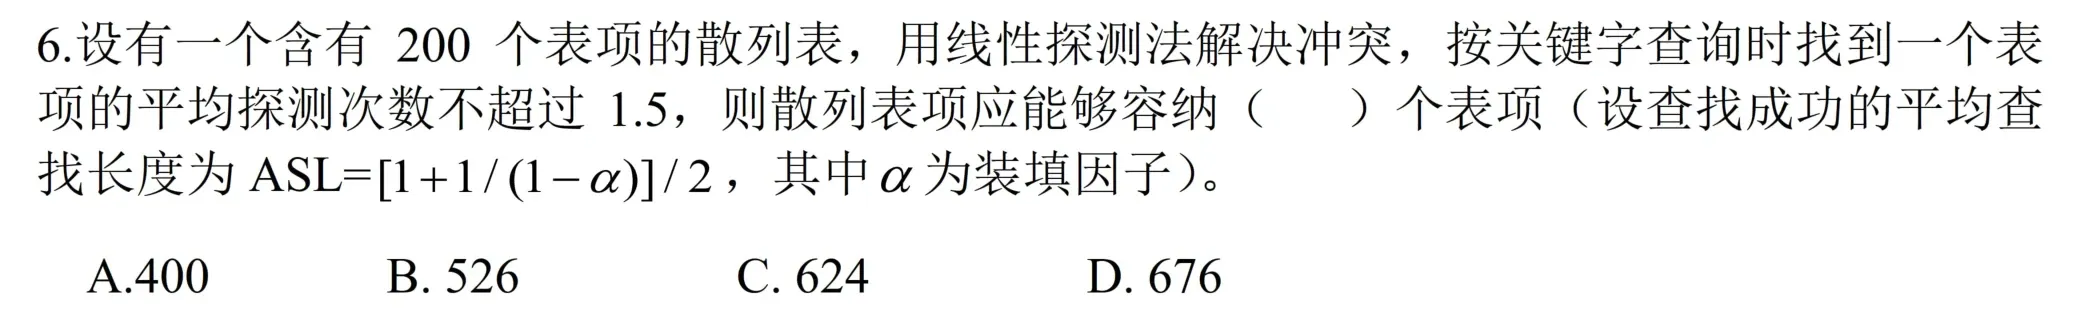 6.设有一个含有 200 个表项的散列表，用线性探测法解决冲突，按关键字查询时找到一个表
项的平均探测次数不超过 1.5，则散列表项应能够容纳（ ）个表项（设查找成功的平均查
找长度为 ASL=[1+1/(1−α)]/2，其中α为装填因子）。
A.400 B. 526 C. 624 D. 676